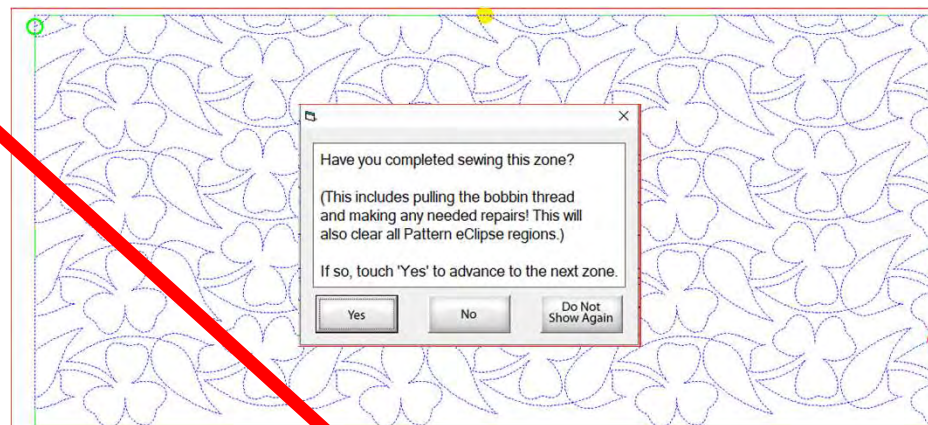 Have you completed sewing this zone?
(This includes pulling the bobbin thread
and making any needed repairs! This will
also clear all Pattern eClipse regions.)
If so, touch 'Yes' to advance to the next zone.
Yes
No
Do Not
Show Again